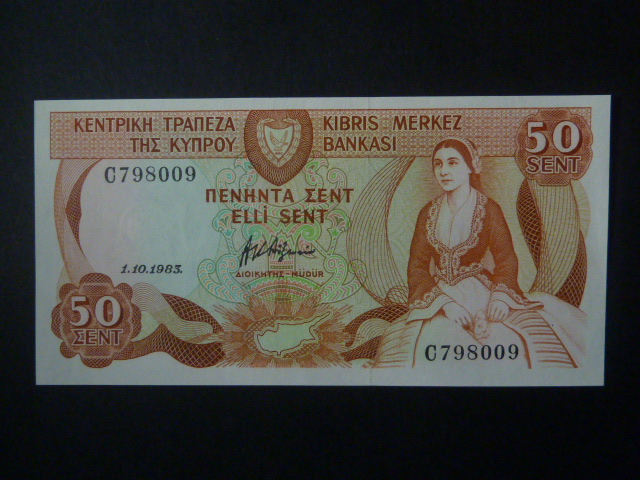 ΚΕΝΤΡΙΚΗ ΤΡΑΠΕΖΑ
ΤΗΣ ΚΥΠΡΟΥ
KIBRIS MERKEZ
BANKASI
50
SENT
C798009
ΠΕΝΗΝΤΑ ΣΕΝΤ
ELLİ SENT
1.10.1983.
ΔΙΟΙΚΗΤΗΣ - MÜDÜR
50
ΣΕΝΤ
C798009